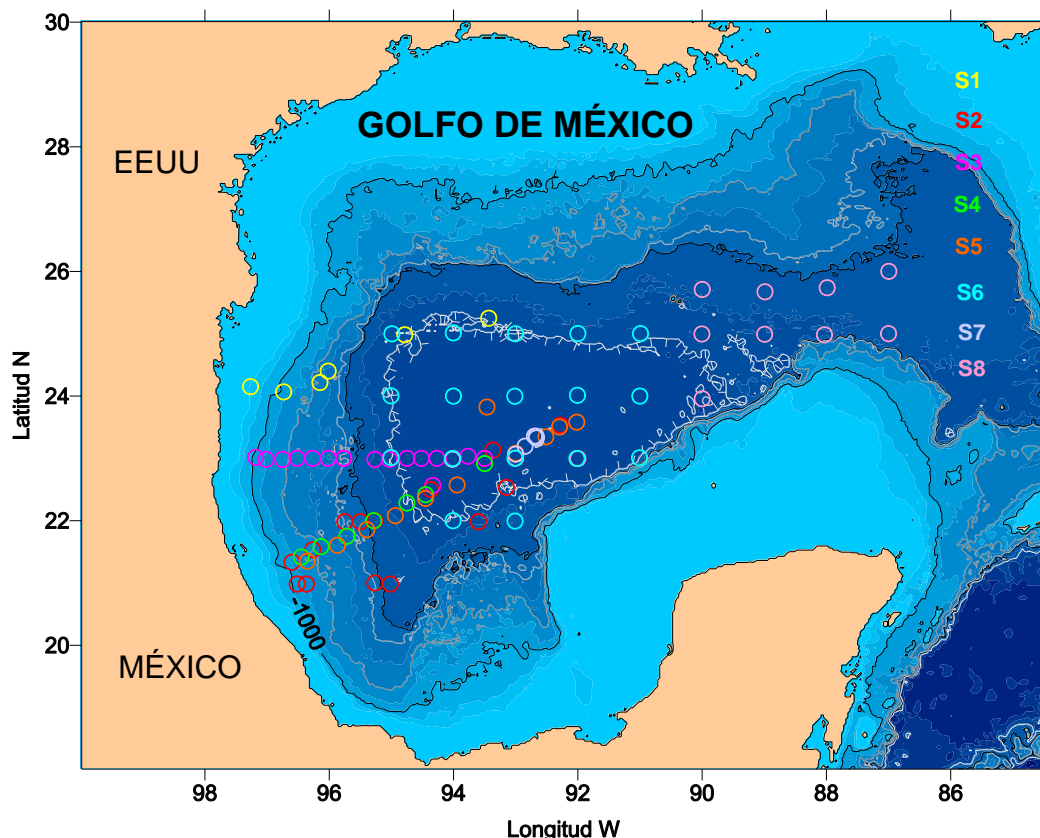 30
28
26
24
22
20
Latitud N
GOLFO DE MÉXICO
EEUU
MÉXICO
-1000
S1
S2
S3
S4
S5
S6
S7
S8
98 96 94 92 90 88 86
Longitud W